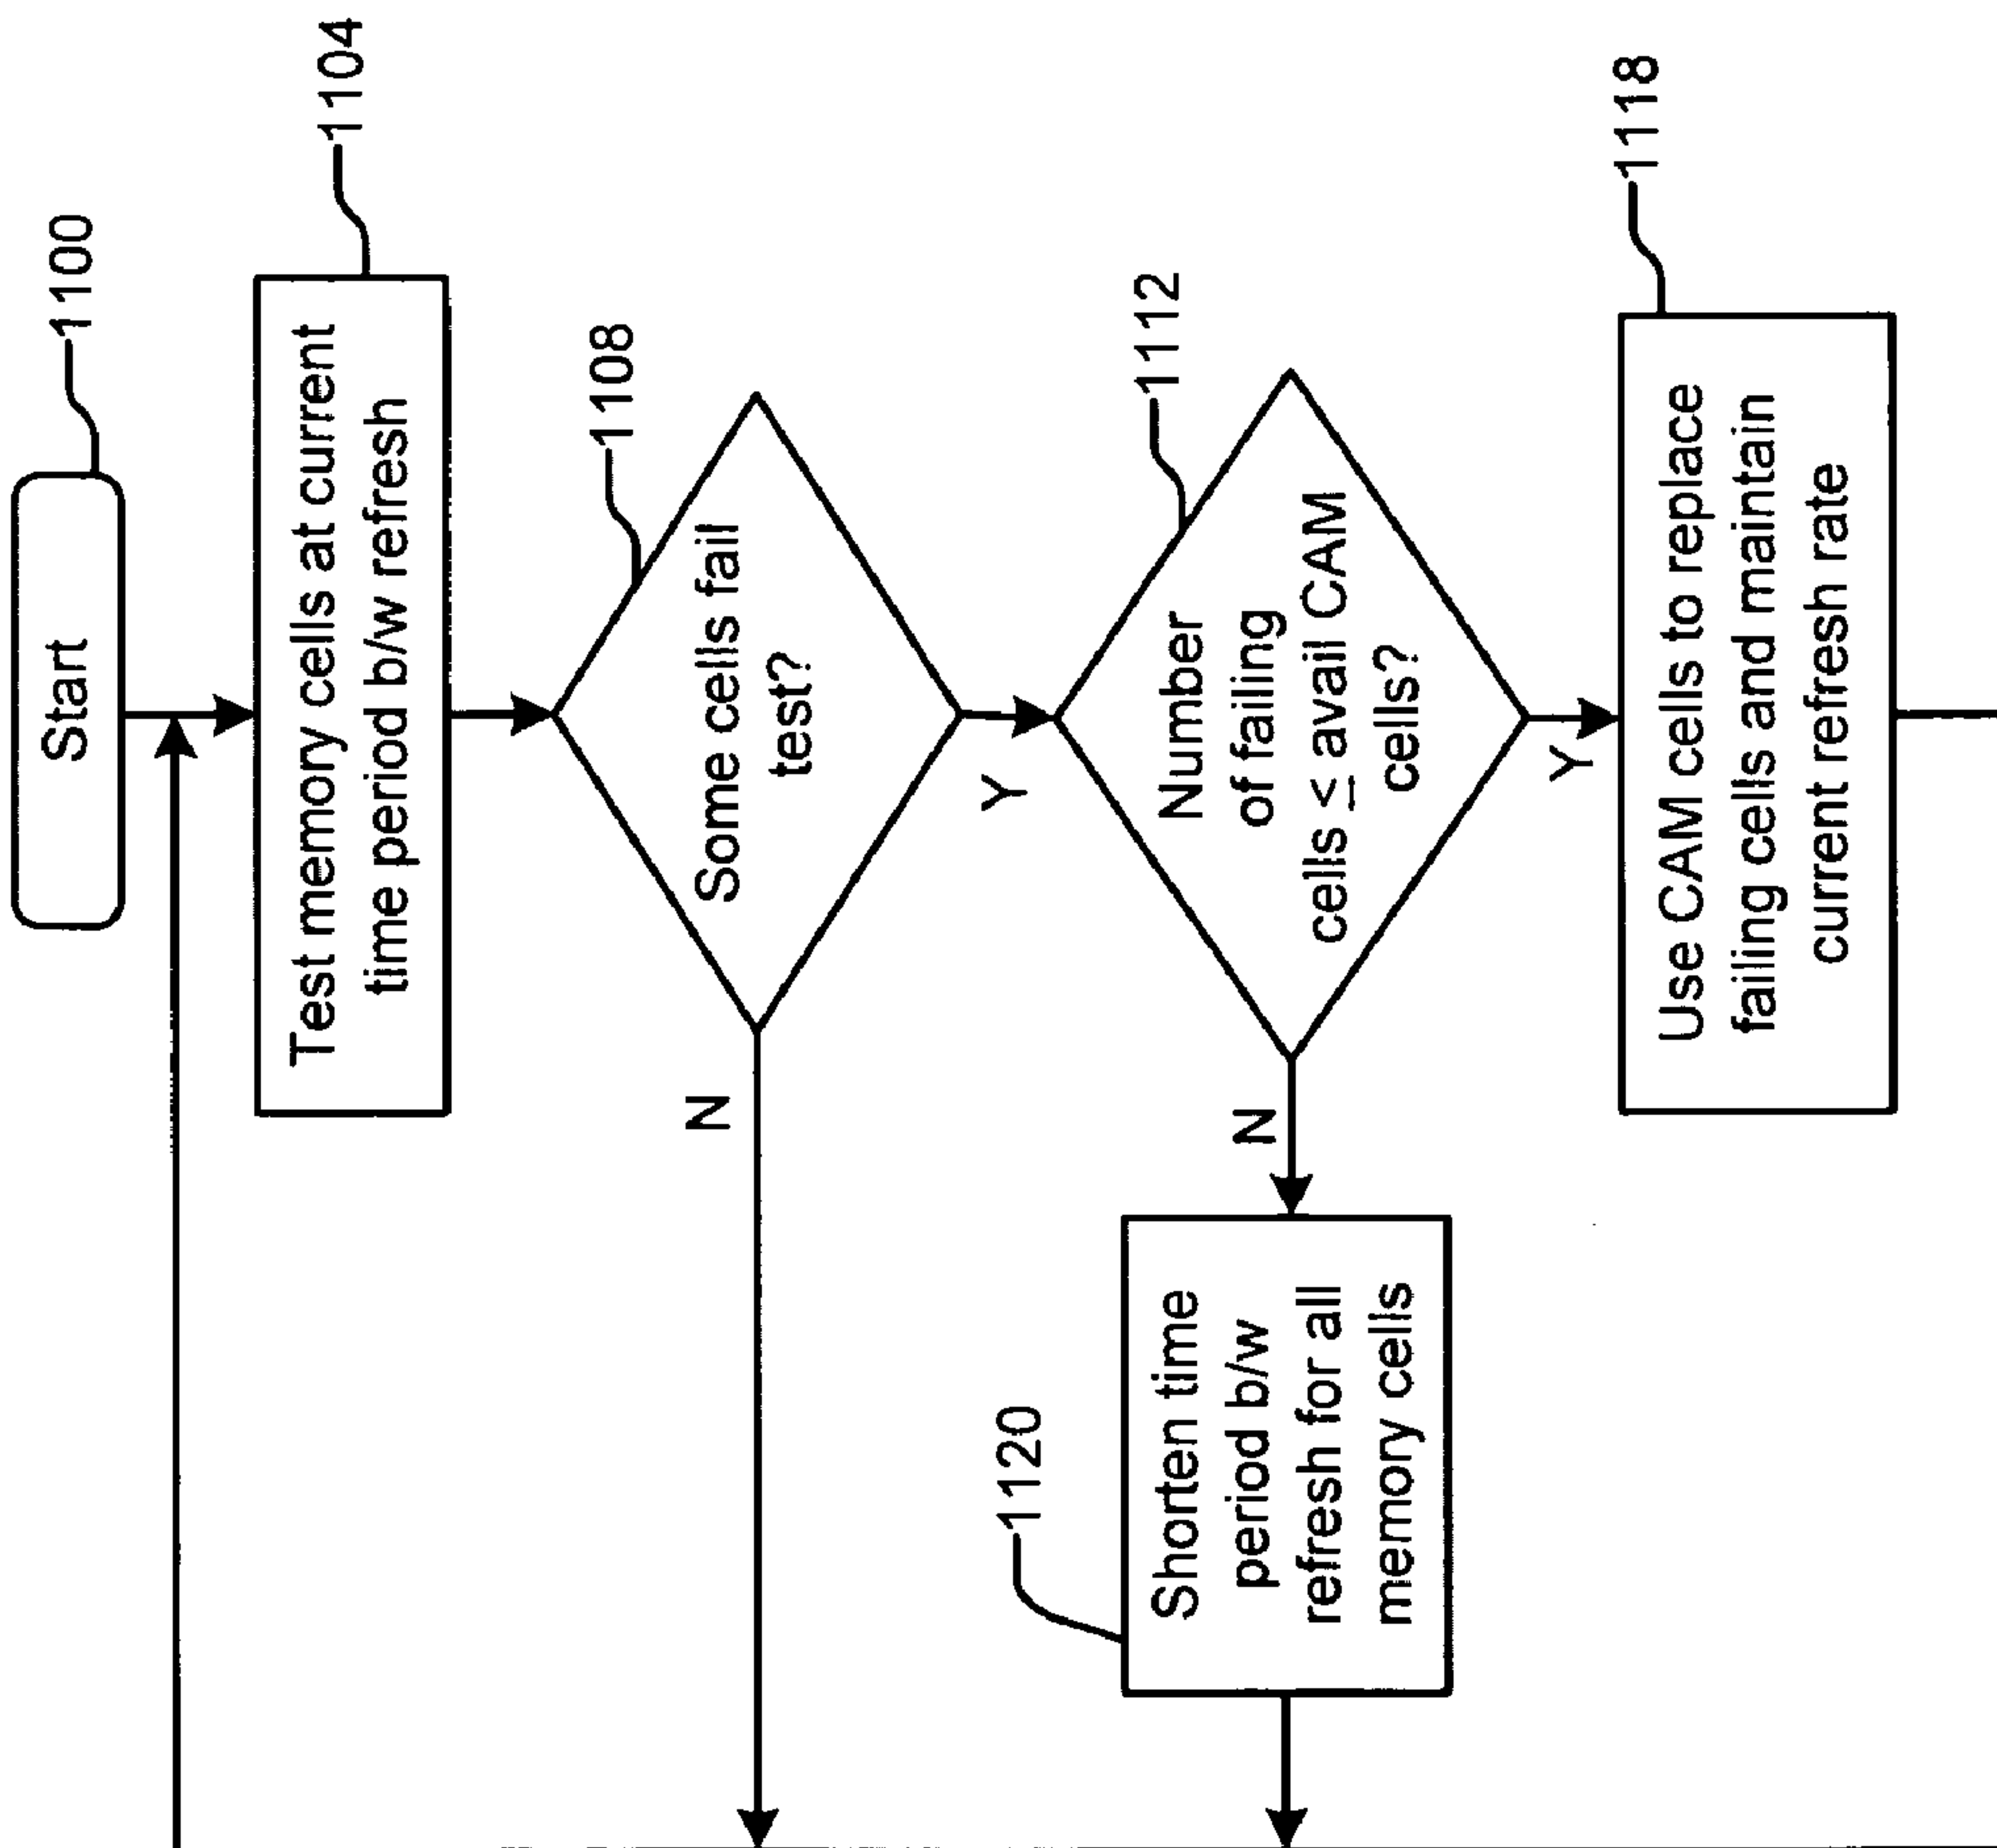 Start
1100
Test memory cells at current
time period b/w refresh
1104
Some cells fail
test?
1108
N
Y
Number
of failing
cells ≤ avail CAM
cells?
1112
N
Y
Shorten time
period b/w
refresh for all
memory cells
1120
Use CAM cells to replace
failing cells and maintain
current refresh rate
1118